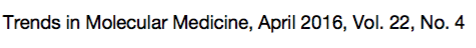 Trends in Molecular Medicine, April 2016, Vol. 22, No. 4